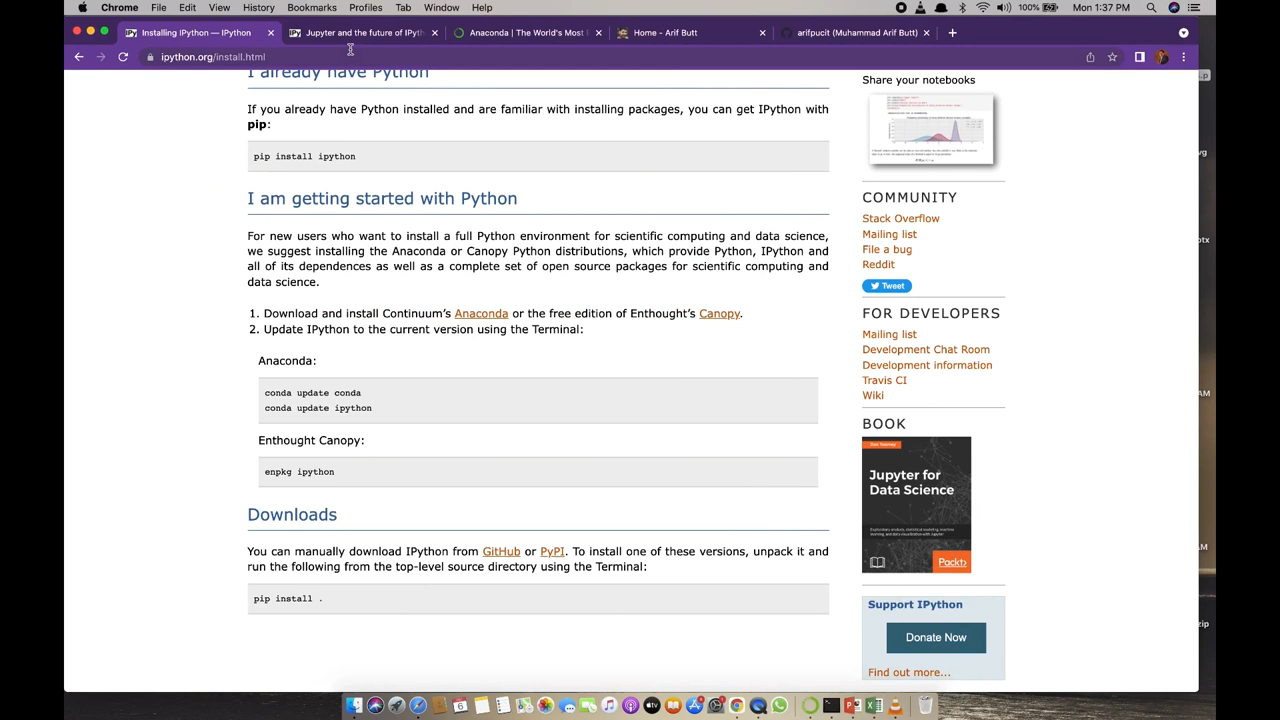 Chrome File Edit View History Bookmarks Profiles Tab Window Help
Mon 1:37 PM
Installing IPython — IPython
Jupyter and the future of IPyth
Anaconda | The World's Most
Home - Arif Butt
arifpucit (Muhammad Arif Butt)
ipython.org/install.html
I already have Python
If you already have Python installed and are familiar with installing packages, you can get IPython with
pip:
pip install ipython
I am getting started with Python
For new users who want to install a full Python environment for scientific computing and data science,
we suggest installing the Anaconda or Canopy Python distributions, which provide Python, IPython and
all of its dependences as well as a complete set of open source packages for scientific computing and
data science.
1. Download and install Continuum's Anaconda or the free edition of Enthought's Canopy.
2. Update IPython to the current version using the Terminal:
Anaconda:
conda update conda
conda update ipython
Enthought Canopy:
enpkg ipython
Downloads
You can manually download IPython from GitHub or PyPI. To install one of these versions, unpack it and
run the following from the top-level source directory using the Terminal:
pip install .
Share your notebooks
COMMUNITY
Stack Overflow
Mailing list
File a bug
Reddit
Tweet
FOR DEVELOPERS
Mailing list
Development Chat Room
Development information
Travis CI
Wiki
BOOK
Jupyter for
Data Science
Packt>
Support IPython
Donate Now
Find out more...